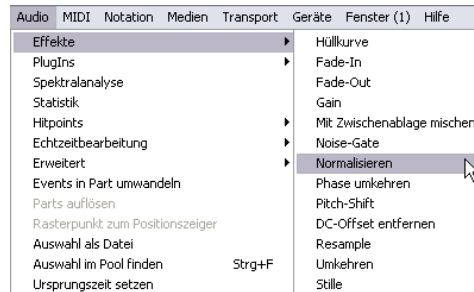 Audio MIDI Notation Medien Transport Geräte Fenster (1) Hilfe
Effekte
PlugIns
Spektralanalyse
Statistik
Hitpoints
Echtzeitbearbeitung
Erweitert
Events in Part umwandeln
Parts auflösen
Rasterpunkt zum Positionszeiger
Auswahl als Datei
Auswahl im Pool finden Strg+F
Ursprungszeit setzen
Hüllkurve
Fade-In
Fade-Out
Gain
Mit Zwischenablage mischen
Noise-Gate
Normalisieren
Phase umkehren
Pitch-Shift
DC-Offset entfernen
Resample
Umkehren
Stille